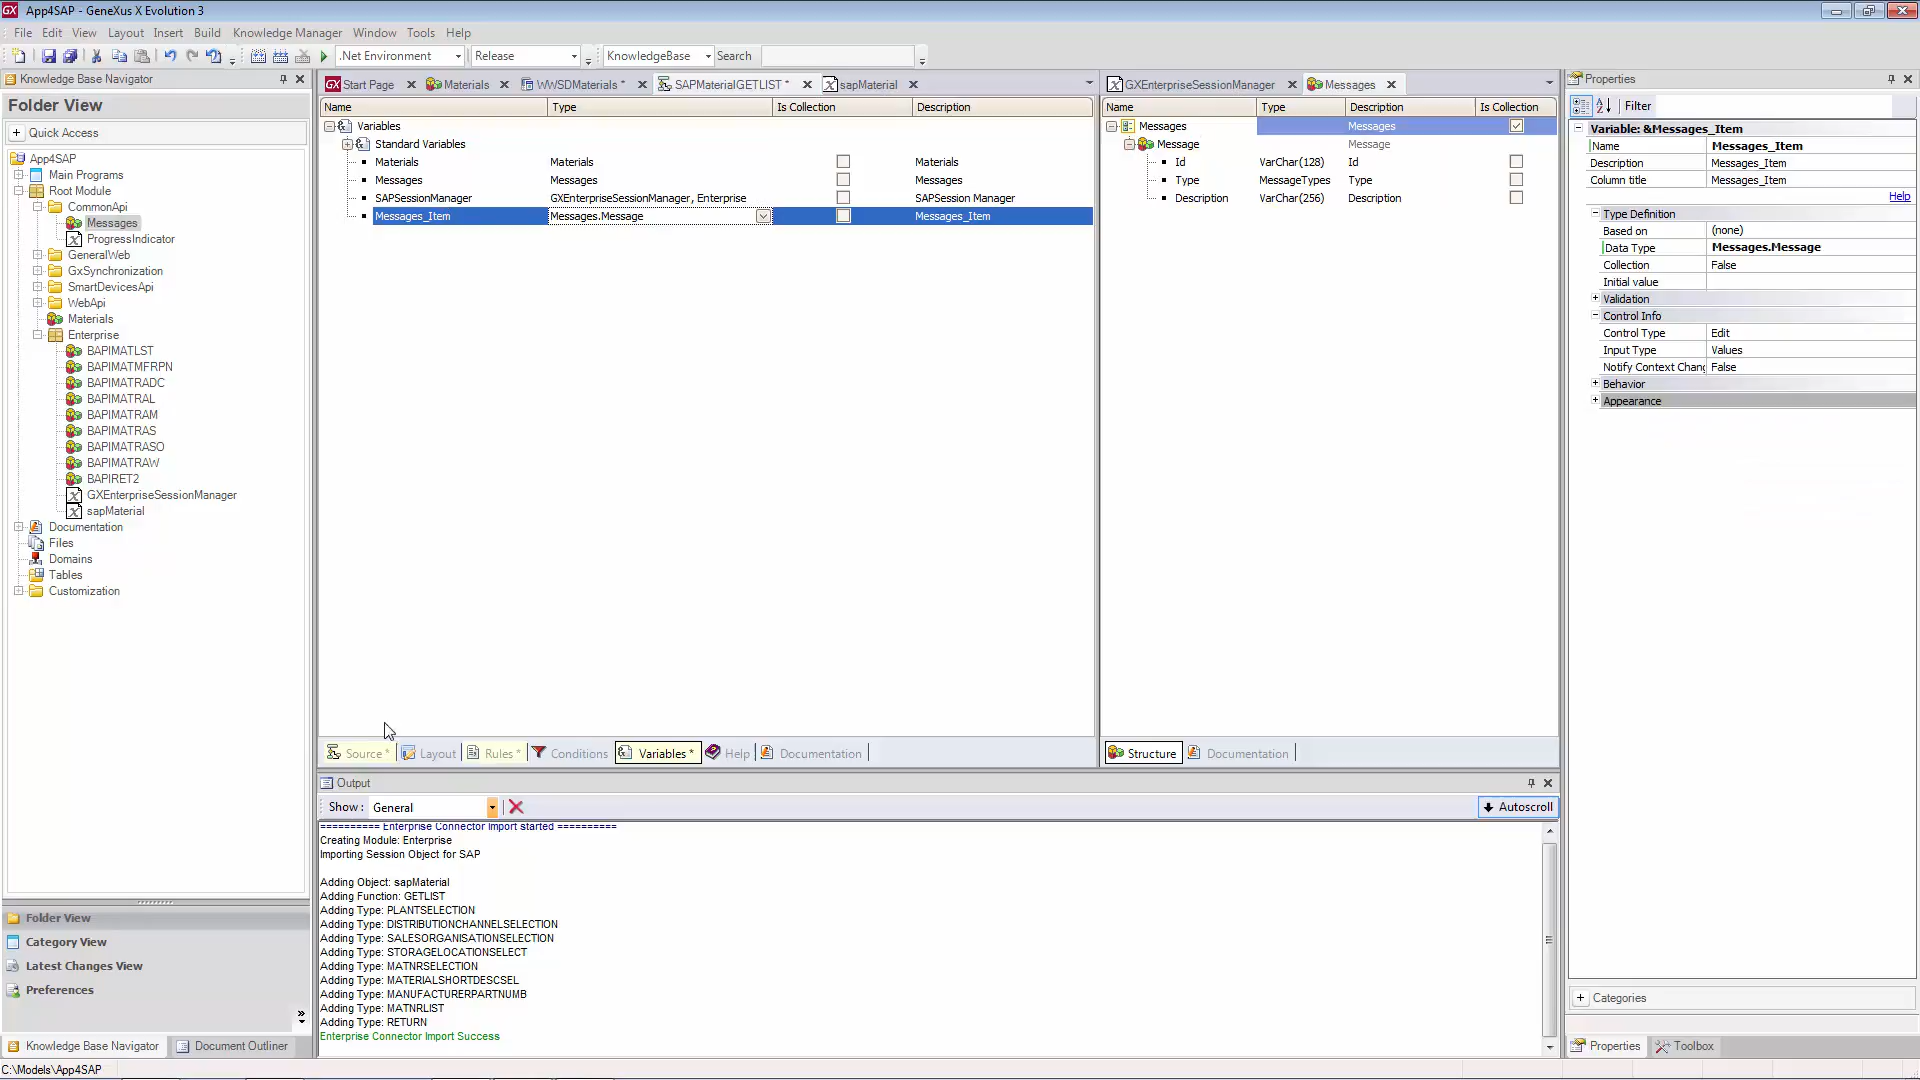 App4SAP - GeneXus X Evolution 3
File Edit View Layout Insert Build Knowledge Manager Window Tools Help
.Net Environment Release KnowledgeBase Search
Knowledge Base Navigator
Folder View
Quick Access
App4SAP
Main Programs
Root Module
CommonApi
Messages
ProgressIndicator
GeneralWeb
GxSynchronization
SmartDevicesApi
WebApi
Materials
Enterprise
BAPIMATLST
BAPIMATMFRPN
BAPIMATRADC
BAPIMATRAL
BAPIMATRAM
BAPIMATRAS
BAPIMATRASO
BAPIMATRAW
BAPIRET2
GXEnterpriseSessionManager
sapMaterial
Documentation
Files
Domains
Tables
Customization
Folder View
Category View
Latest Changes View
Preferences
Knowledge Base Navigator Document Outliner
C:\Models\App4SAP
Start Page Materials WWSDMaterials * SAPMaterialGETLIST * sapMaterial
Name Type Is Collection Description
Variables
Standard Variables
Materials Materials Materials
Messages Messages Messages
SAPSessionManager GXEnterpriseSessionManager, Enterprise SAPSession Manager
Messages_Item Messages.Message Messages_Item
Source * Layout Rules * Conditions Variables * Help Documentation
GXEnterpriseSessionManager Messages
Name Type Description Is Collection
Messages Messages
Message Message
Id VarChar(128) Id
Type MessageTypes Type
Description VarChar(256) Description
Structure Documentation
Output
Show: General Autoscroll
========== Enterprise Connector Import started ==========
Creating Module: Enterprise
Importing Session Object for SAP
Adding Object: sapMaterial
Adding Function: GETLIST
Adding Type: PLANTSELECTION
Adding Type: DISTRIBUTIONCHANNELSELECTION
Adding Type: SALESORGANISATIONSELECTION
Adding Type: STORAGELOCATIONSELECT
Adding Type: MATNRSELECTION
Adding Type: MATERIALSHORTDESCSEL
Adding Type: MANUFACTURERPARTNUMB
Adding Type: MATNRLIST
Adding Type: RETURN
Enterprise Connector Import Success
Properties
Filter
Variable: &Messages_Item
Name Messages_Item
Description Messages_Item
Column title Messages_Item
Help
Type Definition
Based on (none)
Data Type Messages.Message
Collection False
Initial value
Validation
Control Info
Control Type Edit
Input Type Values
Notify Context Chang False
Behavior
Appearance
Categories
Properties Toolbox